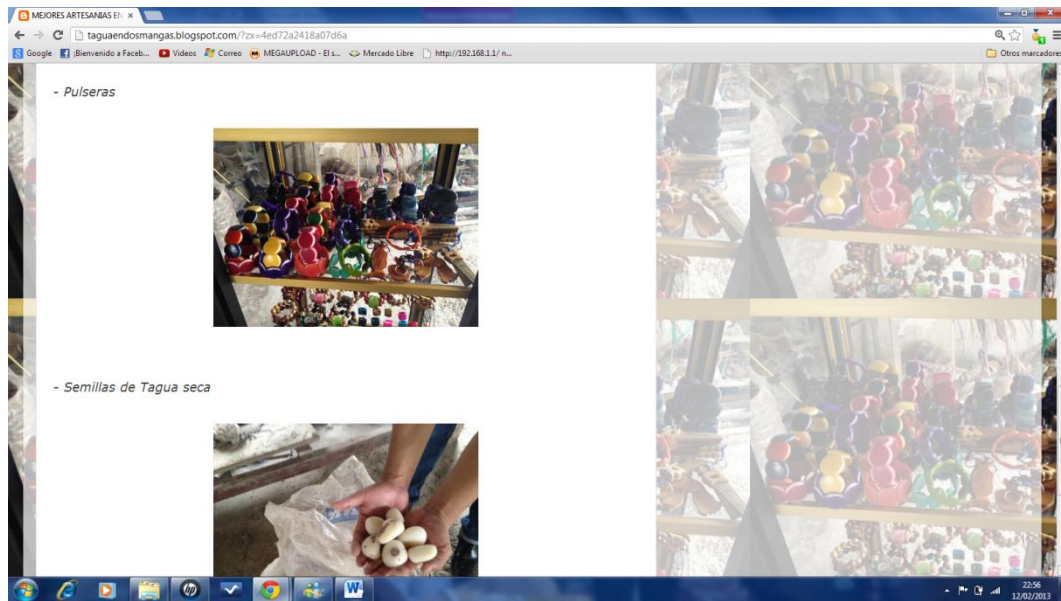 MEJORES ARTESANIAS EN
taguaendosmangas.blogspot.com/?zx=4ed72a2418a07d6a
Google ¡Bienvenido a Faceb... Videos Correo MEGAUPLOAD - El s... Mercado Libre http://192.168.1.1/ n... Otros marcadores
- Pulseras
- Semillas de Tagua seca
22:56
12/02/2013